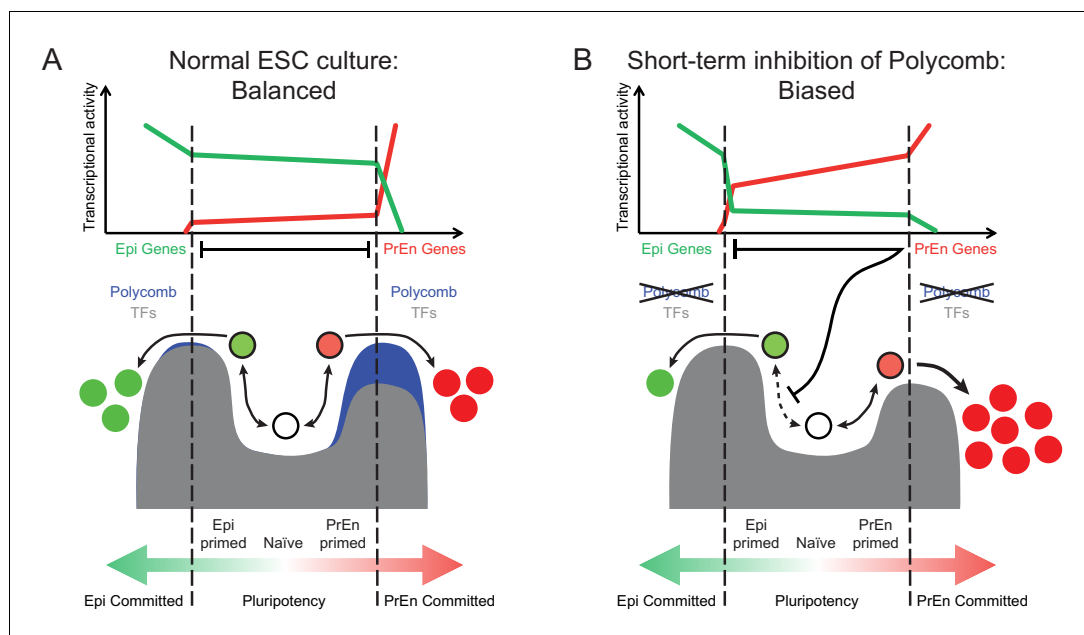 A
Normal ESC culture:
Balanced
Transcriptional activity
Epi Genes
PrEn Genes
Polycomb
TFs
Polycomb
TFs
Epi
primed
Naïve
PrEn
primed
Epi Committed
Pluripotency
PrEn Committed
B
Short-term inhibition of Polycomb:
Biased
Transcriptional activity
Epi Genes
PrEn Genes
Polycomb
TFs
Polycomb
TFs
Epi
primed
Naïve
PrEn
primed
Epi Committed
Pluripotency
PrEn Committed